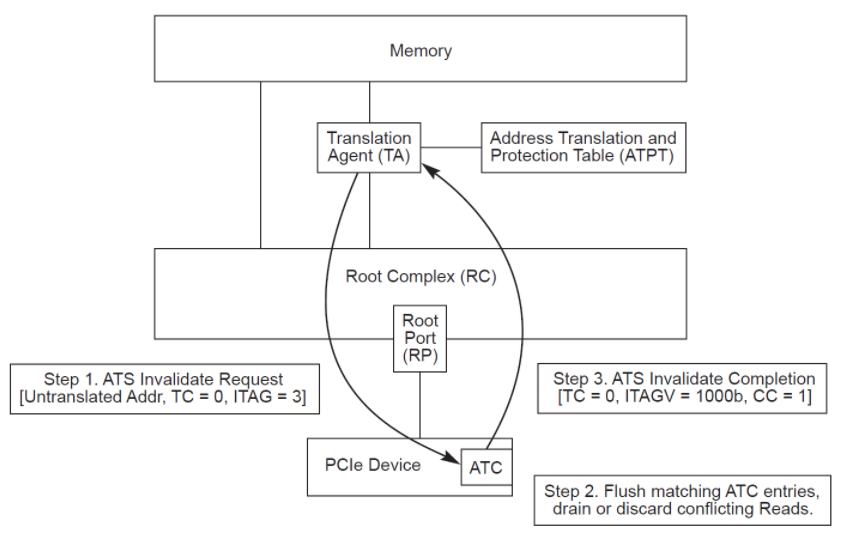 Memory
Translation
Agent (TA)
Address Translation and
Protection Table (ATPT)
Root Complex (RC)
Root
Port
(RP)
Step 1. ATS Invalidate Request
[Untranslated Addr, TC = 0, ITAG = 3]
Step 3. ATS Invalidate Completion
[TC = 0, ITAGV = 1000b, CC = 1]
PCIe Device
ATC
Step 2. Flush matching ATC entries,
drain or discard conflicting Reads.